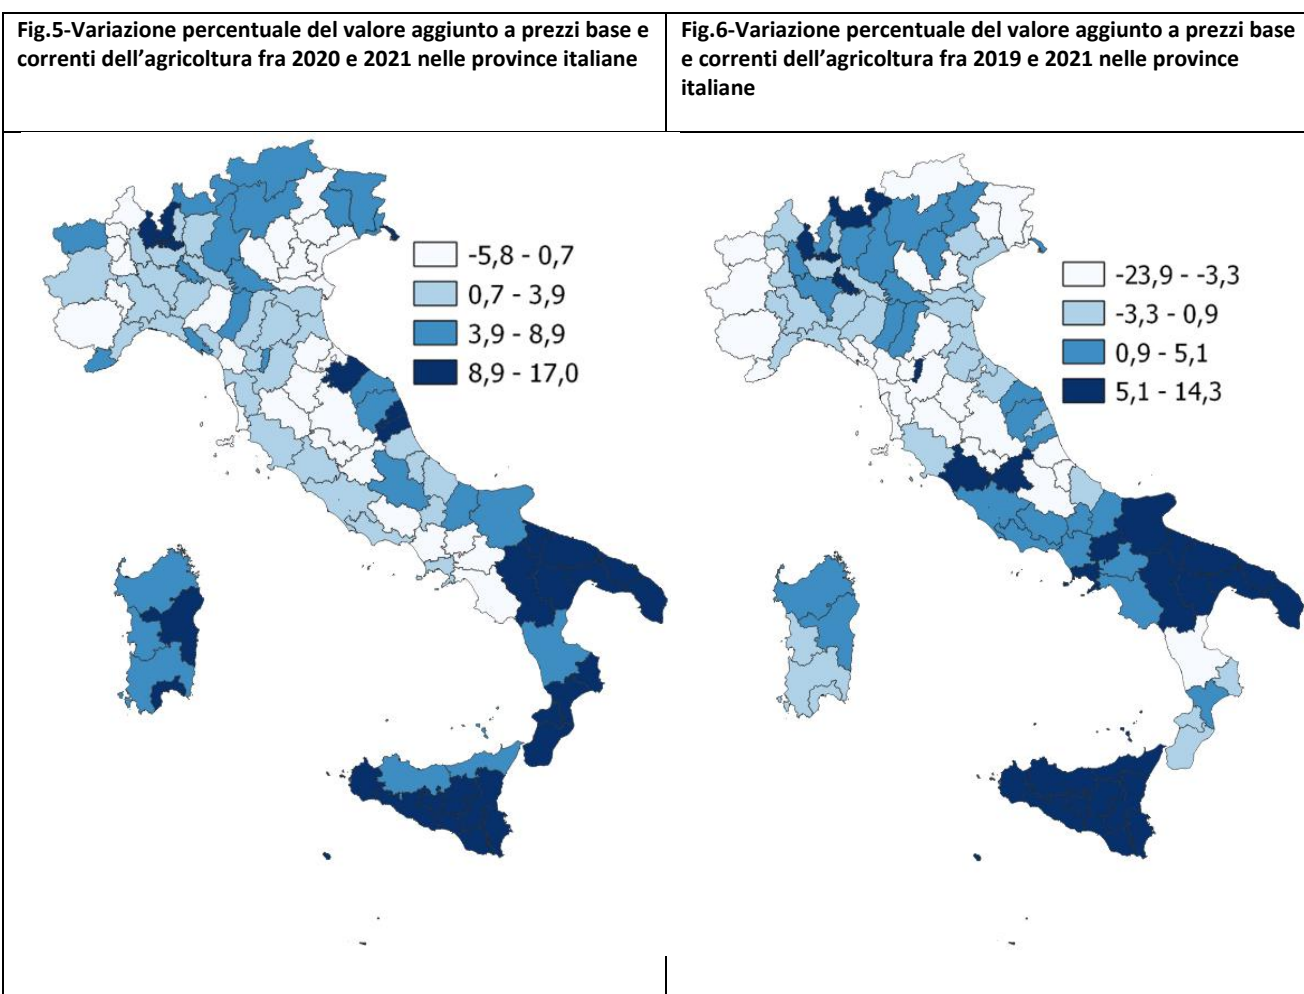 Fig.5-Variazione percentuale del valore aggiunto a prezzi base e
correnti dell’agricoltura fra 2020 e 2021 nelle province italiane
Fig.6-Variazione percentuale del valore aggiunto a prezzi base
e correnti dell’agricoltura fra 2019 e 2021 nelle province
italiane
-5,8 - 0,7
0,7 - 3,9
3,9 - 8,9
8,9 - 17,0
-23,9 - -3,3
-3,3 - 0,9
0,9 - 5,1
5,1 - 14,3